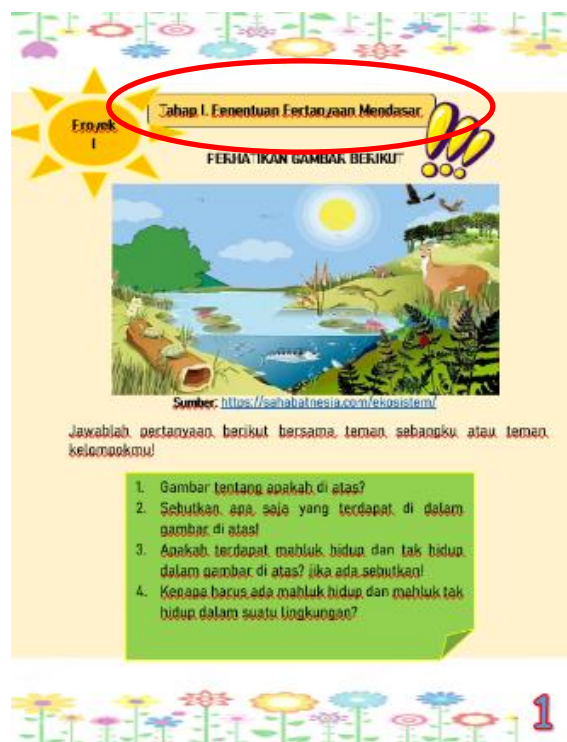 Tahap I. Penentuan Pertanyaan Mendasar
Proyek
I
PERHATIKAN GAMBAR BERIKUT
Sumber: https://sahabatnesia.com/ekosistem/
Jawablah pertanyaan berikut bersama teman sebangku atau teman
kelompokmu!
1. Gambar tentang apakah di atas?
2. Sebutkan apa saja yang terdapat di dalam
gambar di atas!
3. Apakah terdapat mahluk hidup dan tak hidup
dalam gambar di atas? jika ada sebutkan!
4. Kenapa harus ada mahluk hidup dan mahluk tak
hidup dalam suatu lingkungan?
1